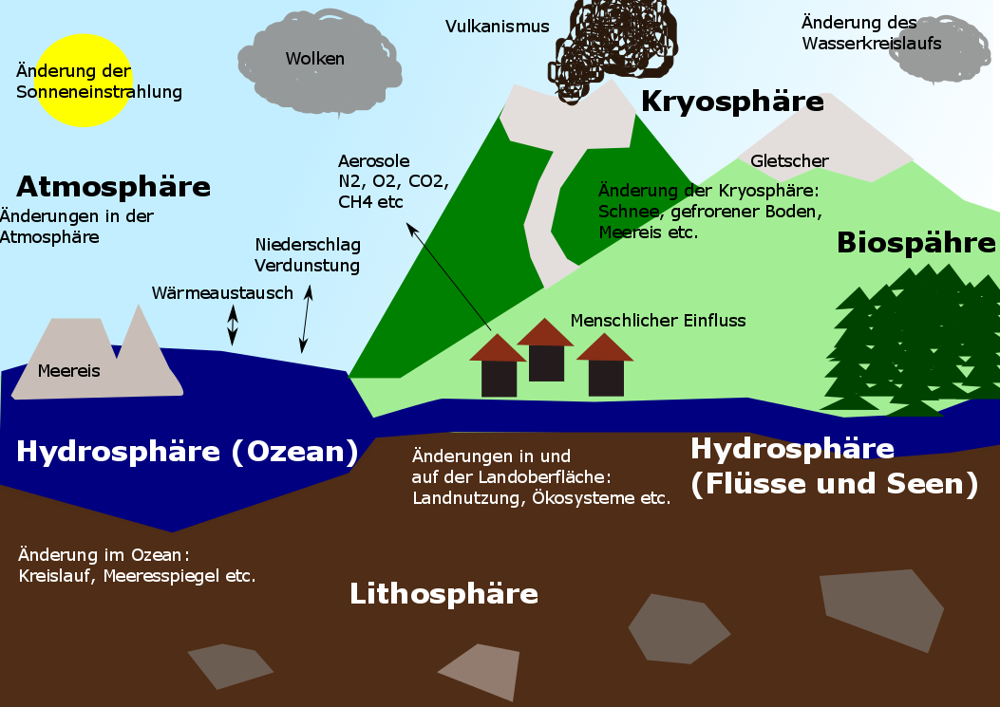 Vulkanismus
Änderung des
Wasserkreislaufs
Wolken
Änderung der
Sonneneinstrahlung
Kryosphäre
Aerosole
N2, O2, CO2,
CH4 etc
Gletscher
Atmosphäre
Änderungen in der
Atmosphäre
Änderung der Kryosphäre:
Schnee, gefrorener Boden,
Meereis etc.
Niederschlag
Verdunstung
Biospähre
Wärmeaustausch
Menschlicher Einfluss
Meereis
Hydrosphäre (Ozean)
Änderungen in und
auf der Landoberfläche:
Landnutzung, Ökosysteme etc.
Hydrosphäre
(Flüsse und Seen)
Änderung im Ozean:
Kreislauf, Meeresspiegel etc.
Lithosphäre